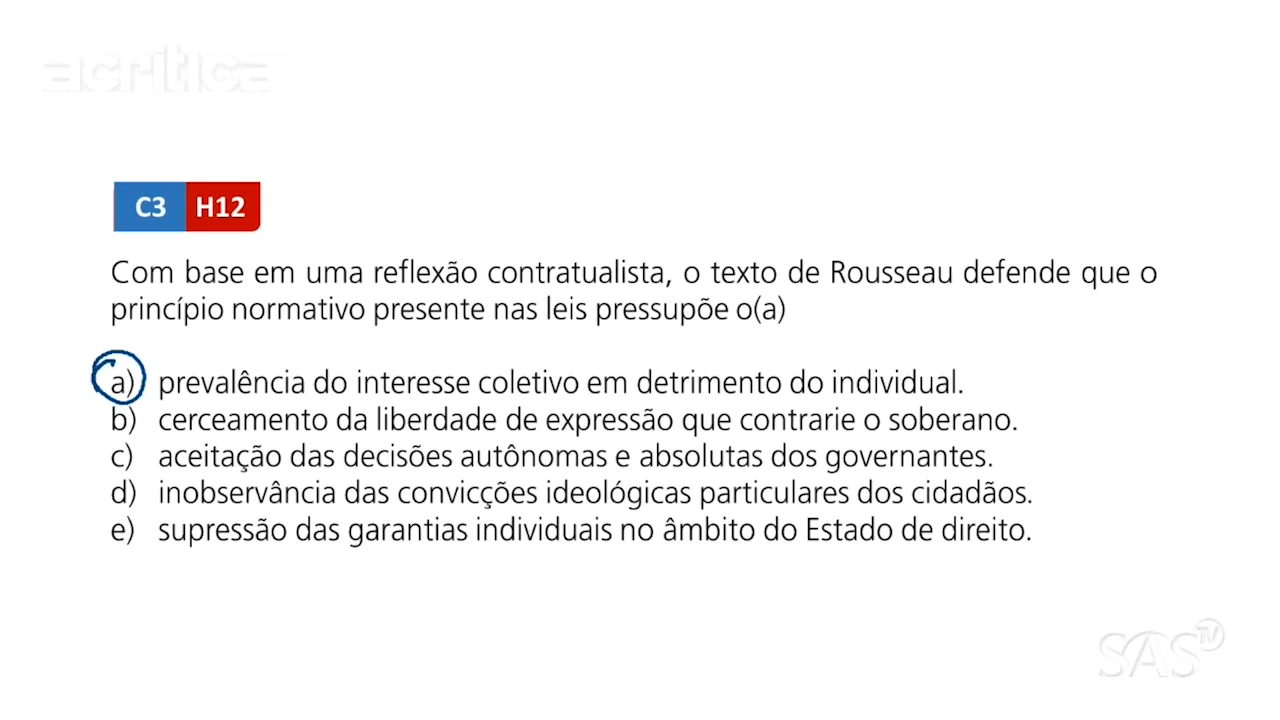 acritica
C3 H12
Com base em uma reflexão contratualista, o texto de Rousseau defende que o
princípio normativo presente nas leis pressupõe o(a)
a) prevalência do interesse coletivo em detrimento do individual.
b) cerceamento da liberdade de expressão que contrarie o soberano.
c) aceitação das decisões autônomas e absolutas dos governantes.
d) inobservância das convicções ideológicas particulares dos cidadãos.
e) supressão das garantias individuais no âmbito do Estado de direito.
SAS TV